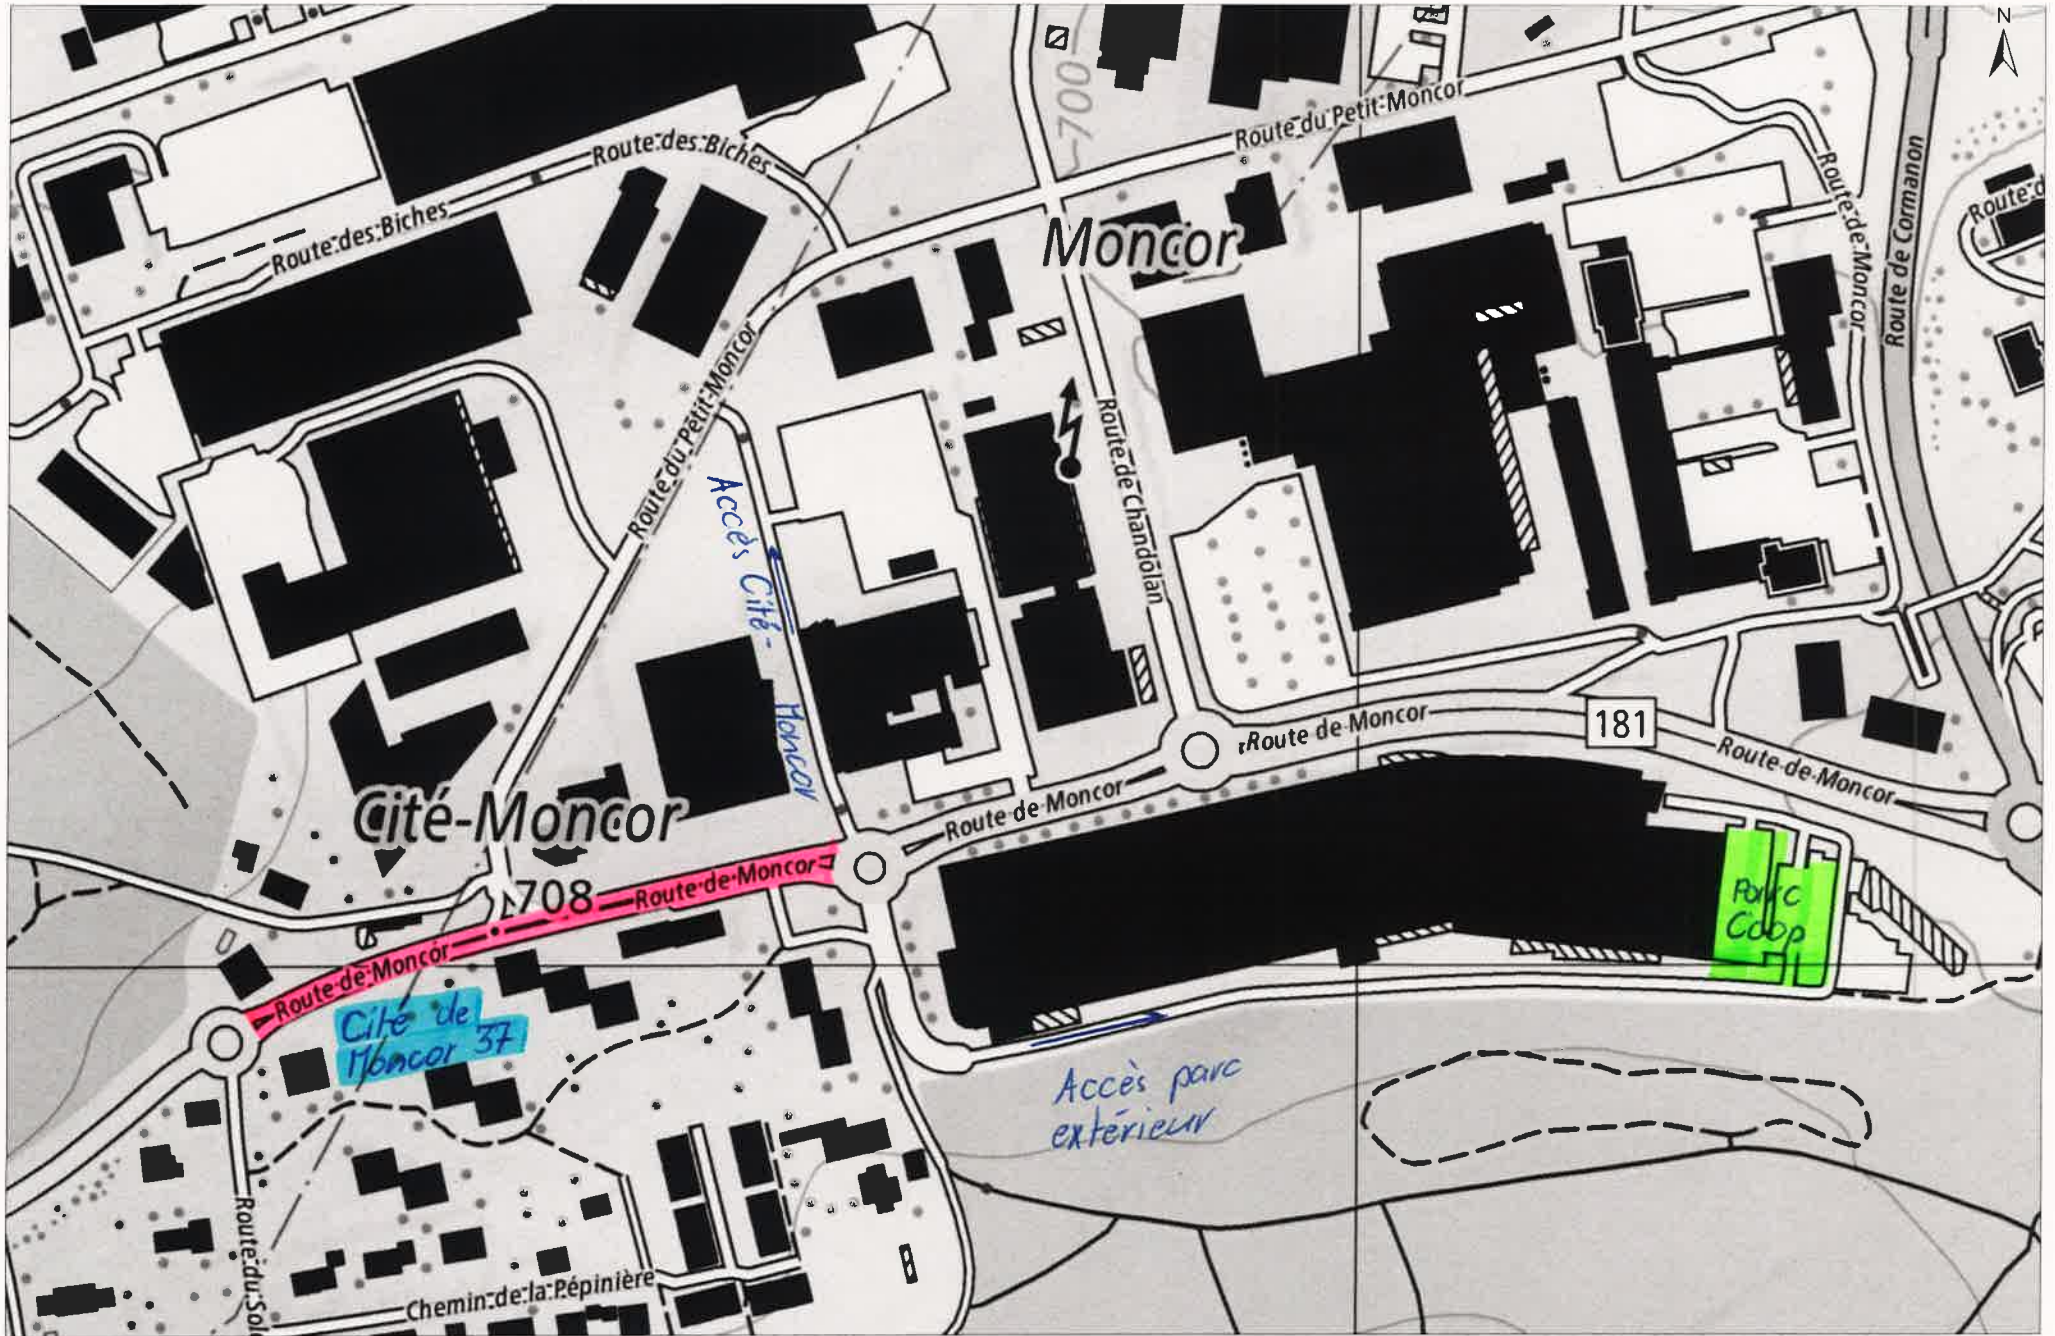 N
700
Route du Petit-Moncor
Route des Biches
Route de Cormanon
Route de Moncor
Route d
Route des Biches
Moncor
Route du Petit-Moncor
Route de Chandolan
Accès Cité-
Moncor
181
Route de Moncor
Route de Moncor
Route de Moncor
Cité-Moncor
708
Route de Moncor
Parc
Coop
Route de Moncor
Cité de
Moncor 37
Accès parc
extérieur
Route du Sole
Chemin de la Pépinière